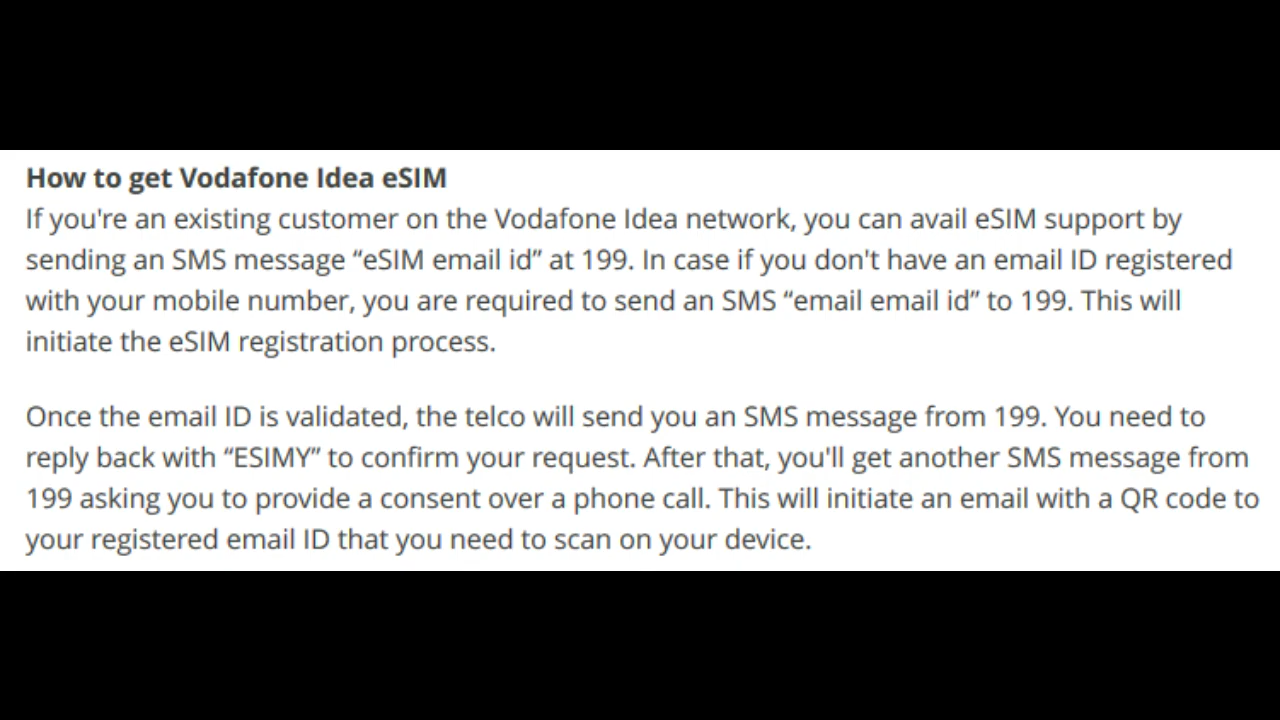 How to get Vodafone Idea eSIM
If you're an existing customer on the Vodafone Idea network, you can avail eSIM support by
sending an SMS message “eSIM email id” at 199. In case if you don't have an email ID registered
with your mobile number, you are required to send an SMS “email email id” to 199. This will
initiate the eSIM registration process.
Once the email ID is validated, the telco will send you an SMS message from 199. You need to
reply back with “ESIMY” to confirm your request. After that, you'll get another SMS message from
199 asking you to provide a consent over a phone call. This will initiate an email with a QR code to
your registered email ID that you need to scan on your device.